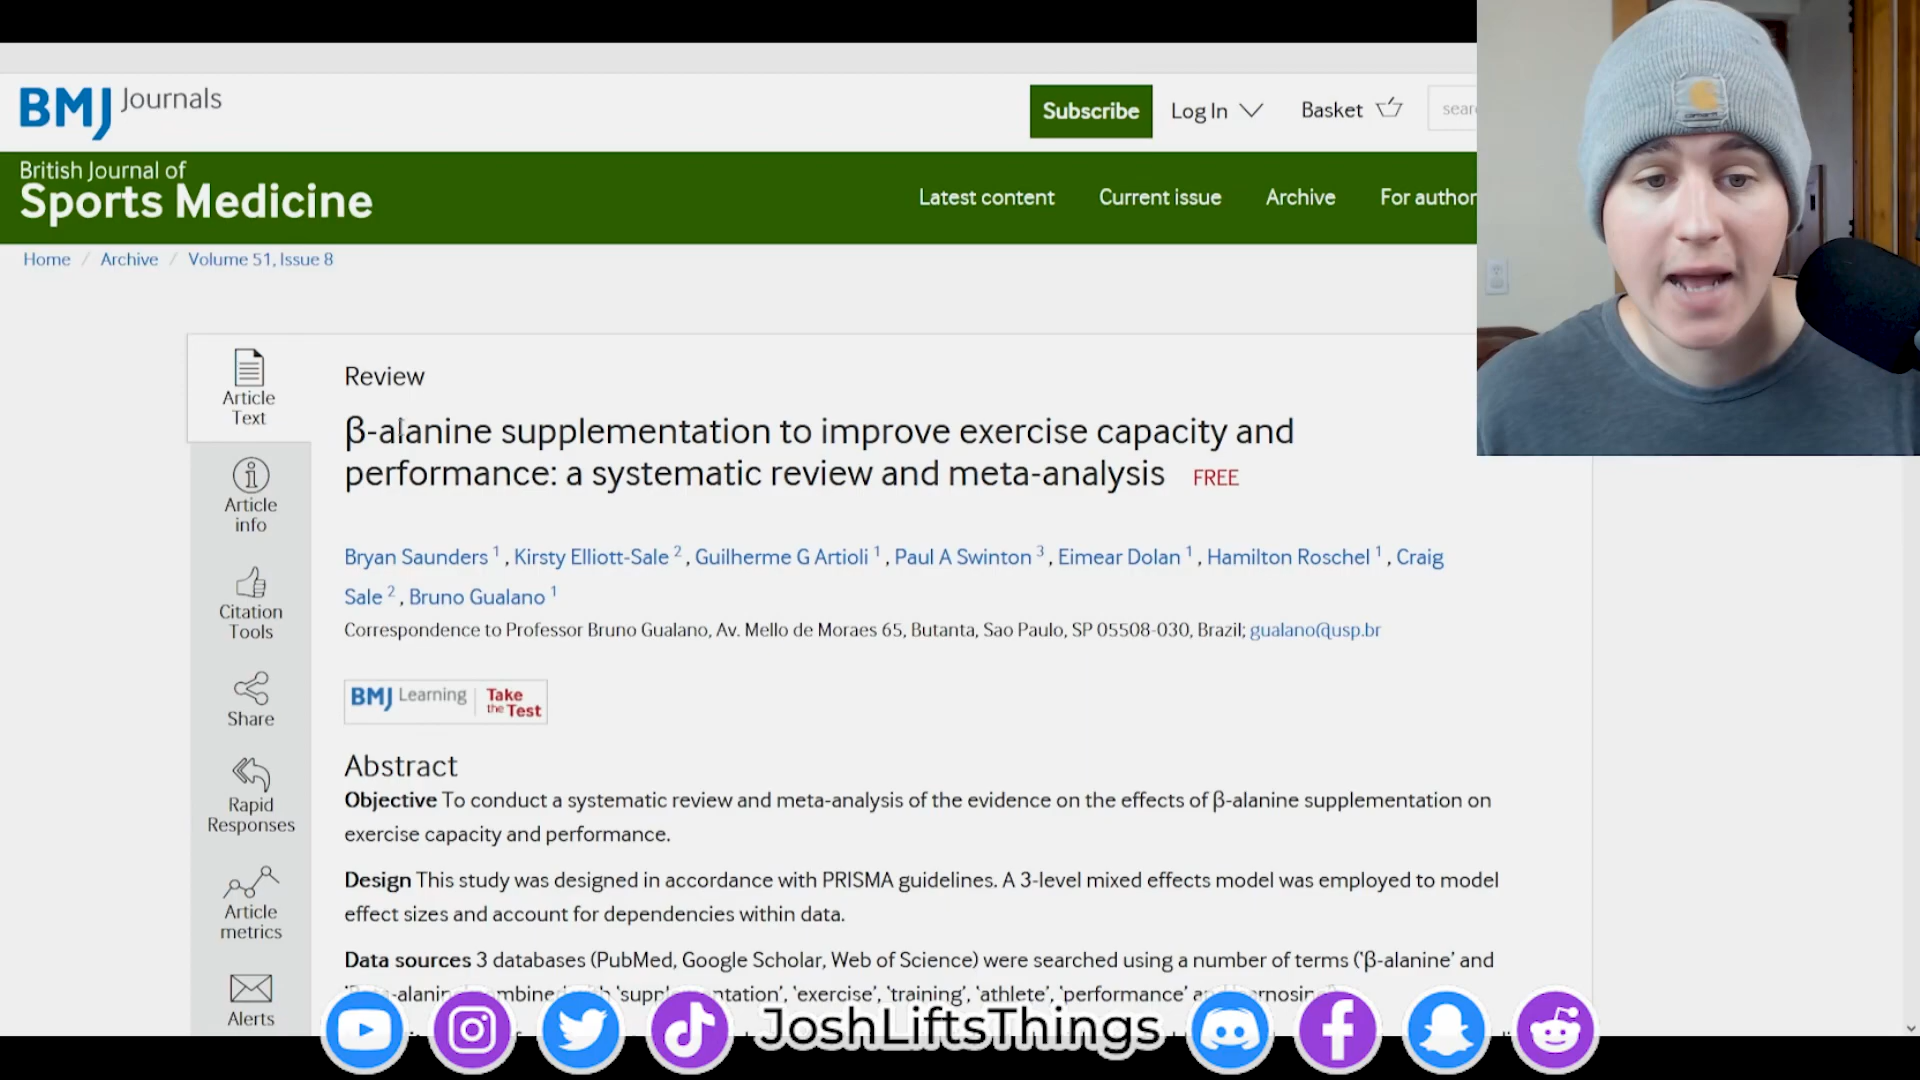 BMJ Journals
Subscribe Log In Basket sear
British Journal of
Sports Medicine
Latest content Current issue Archive For author
Home / Archive / Volume 51, Issue 8
Article
Text
Article
info
Citation
Tools
Share
Rapid
Responses
Article
metrics
Alerts
Review
β-alanine supplementation to improve exercise capacity and
performance: a systematic review and meta-analysis FREE
Bryan Saunders 1 , Kirsty Elliott-Sale 2 , Guilherme G Artioli 1 , Paul A Swinton 3 , Eimear Dolan 1 , Hamilton Roschel 1 , Craig
Sale 2 , Bruno Gualano 1
Correspondence to Professor Bruno Gualano, Av. Mello de Moraes 65, Butanta, Sao Paulo, SP 05508-030, Brazil; gualano@usp.br
BMJ Learning Take
the Test
Abstract
Objective To conduct a systematic review and meta-analysis of the evidence on the effects of β-alanine supplementation on
exercise capacity and performance.
Design This study was designed in accordance with PRISMA guidelines. A 3-level mixed effects model was employed to model
effect sizes and account for dependencies within data.
Data sources 3 databases (PubMed, Google Scholar, Web of Science) were searched using a number of terms ('β-alanine' and
'exercise', 'training', 'athlete', 'performance'
JoshLiftsThings